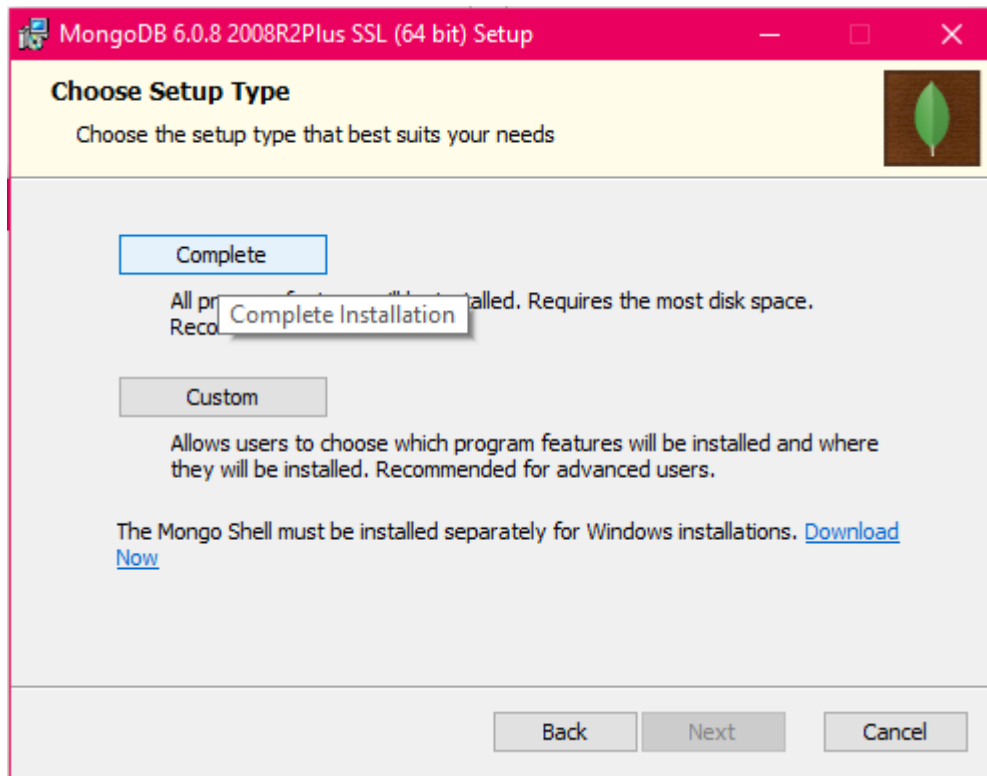 MongoDB 6.0.8 2008R2Plus SSL (64 bit) Setup
Choose Setup Type
Choose the setup type that best suits your needs
Complete
All installed. Requires the most disk space.
Complete Installation
Custom
Allows users to choose which program features will be installed and where
they will be installed. Recommended for advanced users.
The Mongo Shell must be installed separately for Windows installations. Download
Now
Back Next Cancel